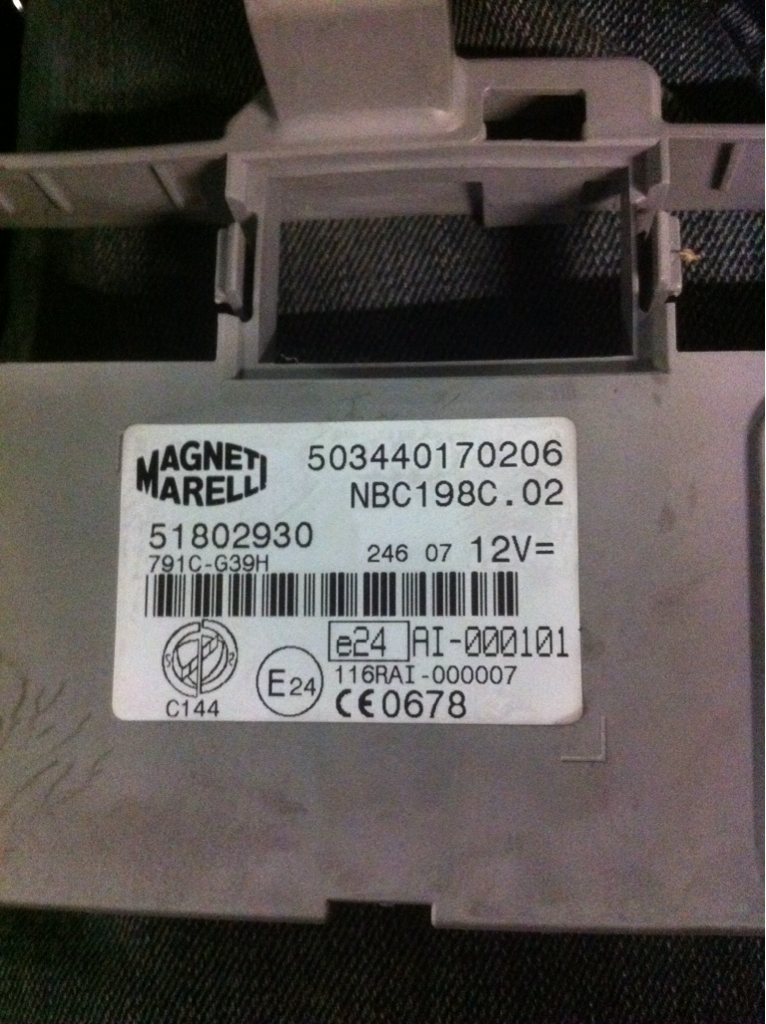 MAGNETI
MARELLI
503440170206
NBC198C.02
51802930
791C-G39H
246 07 12V=
e24 AI-000101
116RAI-000007
E24
C144
CE0678